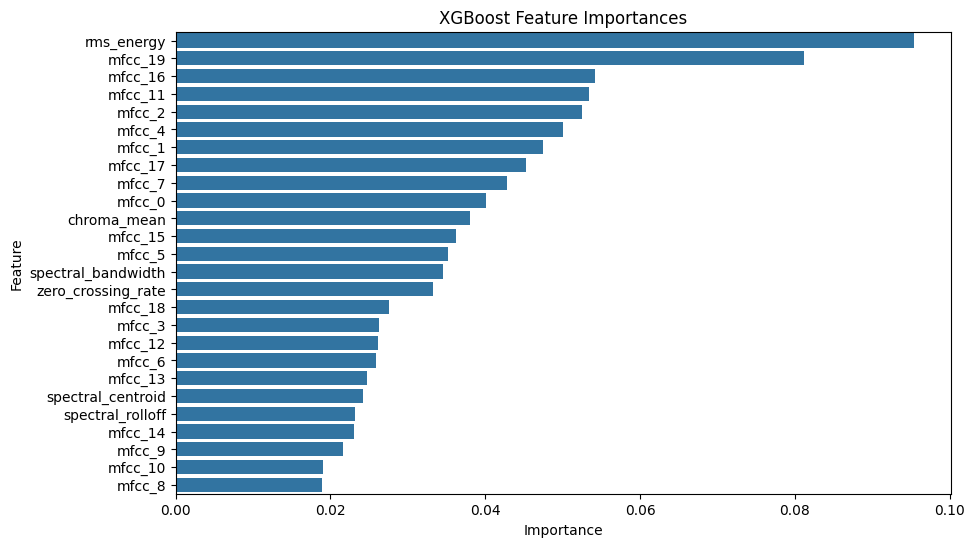 XGBoost Feature Importances
rms_energy
mfcc_19
mfcc_16
mfcc_11
mfcc_2
mfcc_4
mfcc_1
mfcc_17
mfcc_7
mfcc_0
chroma_mean
mfcc_15
mfcc_5
spectral_bandwidth
zero_crossing_rate
mfcc_18
mfcc_3
mfcc_12
mfcc_6
mfcc_13
spectral_centroid
spectral_rolloff
mfcc_14
mfcc_9
mfcc_10
mfcc_8
Feature
0.00 0.02 0.04 0.06 0.08 0.10
Importance